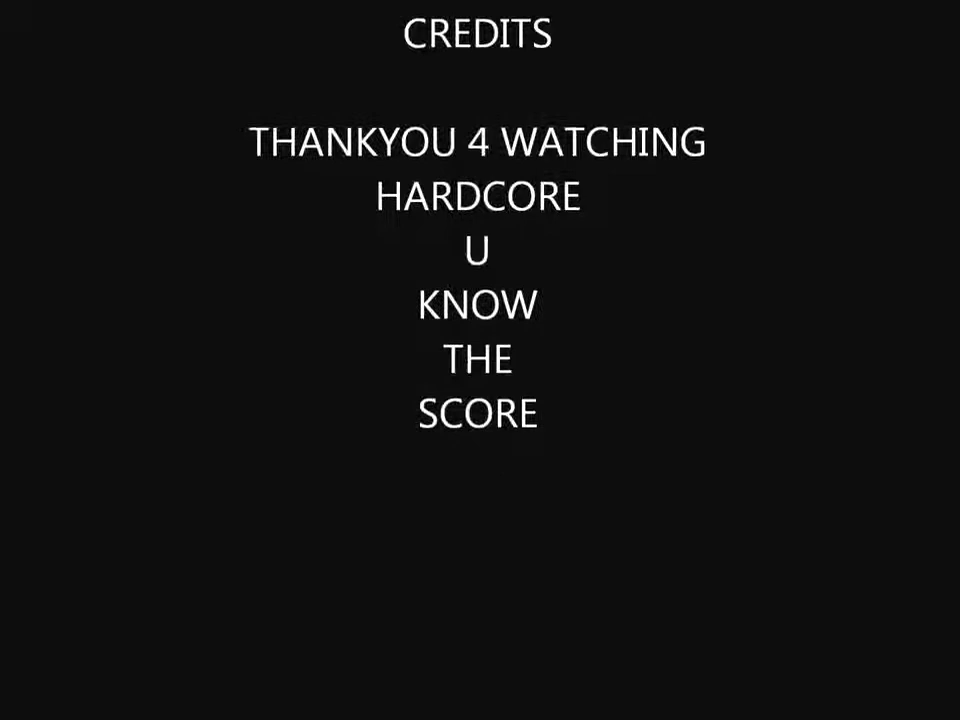 CREDITS
THANKYOU 4 WATCHING
HARDCORE
U
KNOW
THE
SCORE